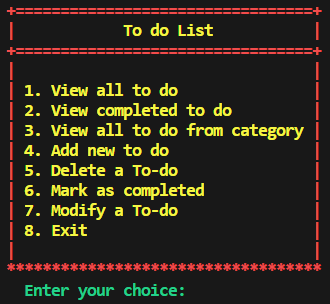 +=================================+
|            To do List           |
+=================================+
|                                 |
| 1. View all to do               |
| 2. View completed to do         |
| 3. View all to do from category |
| 4. Add new to do                |
| 5. Delete a To-do               |
| 6. Mark as completed            |
| 7. Modify a To-do               |
| 8. Exit                         |
|                                 |
***********************************
Enter your choice: